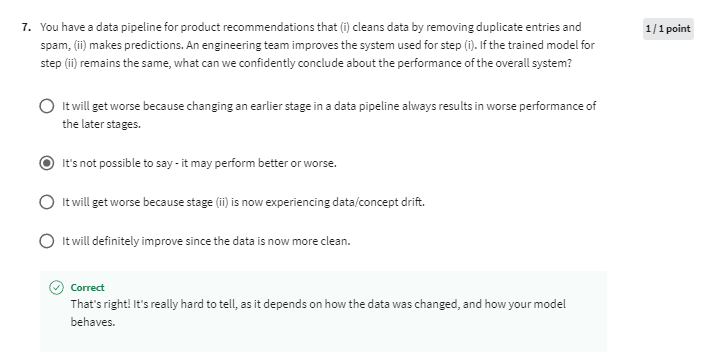 7. You have a data pipeline for product recommendations that (i) cleans data by removing duplicate entries and
1 / 1 point
spam, (ii) makes predictions. An engineering team improves the system used for step (i). If the trained model for
step (ii) remains the same, what can we confidently conclude about the performance of the overall system?
It will get worse because changing an earlier stage in a data pipeline always results in worse performance of
the later stages.
It's not possible to say - it may perform better or worse.
It will get worse because stage (ii) is now experiencing data/concept drift.
It will definitely improve since the data is now more clean.
Correct
That's right! It's really hard to tell, as it depends on how the data was changed, and how your model
behaves.